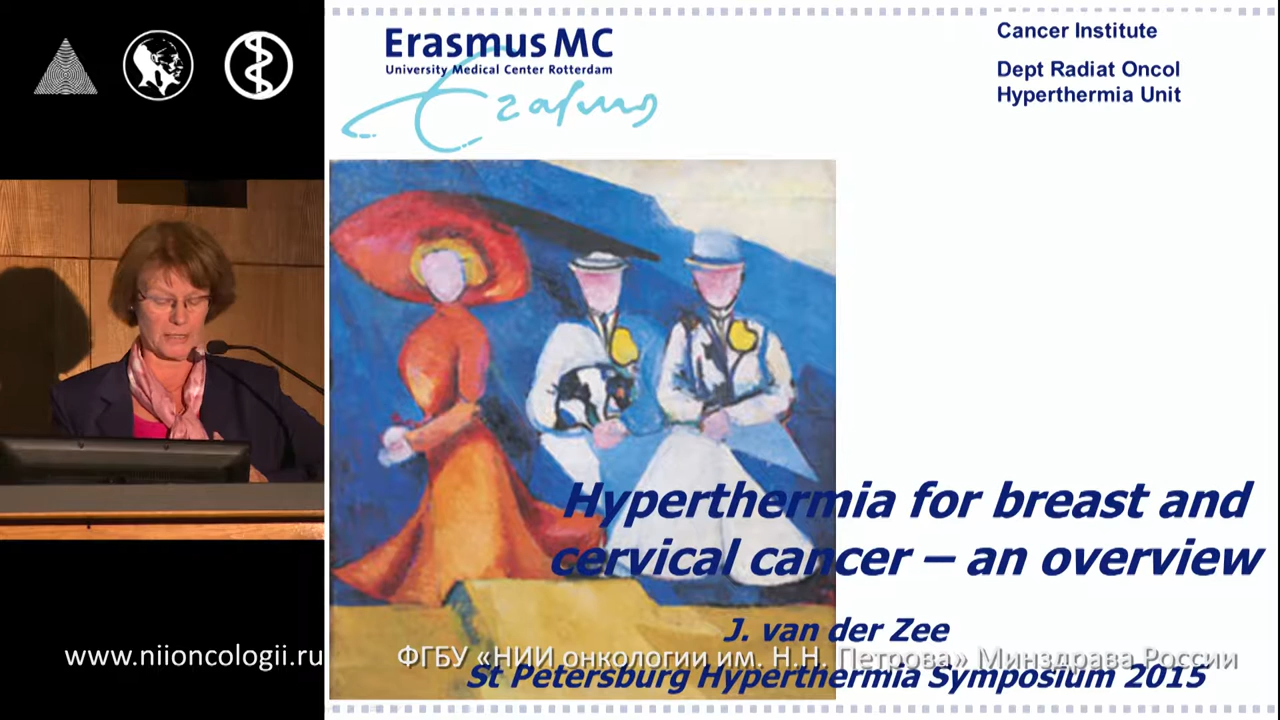 Erasmus MC
University Medical Center Rotterdam
Erasmus
Cancer Institute
Dept Radiat Oncol
Hyperthermia Unit
Hyperthermia for breast and
cervical cancer – an overview
J. van der Zee
www.niioncologii.ru
ФГБУ «НИИ онкологии им. Н.Н. Петрова» Минздрава России
St Petersburg Hyperthermia Symposium 2015